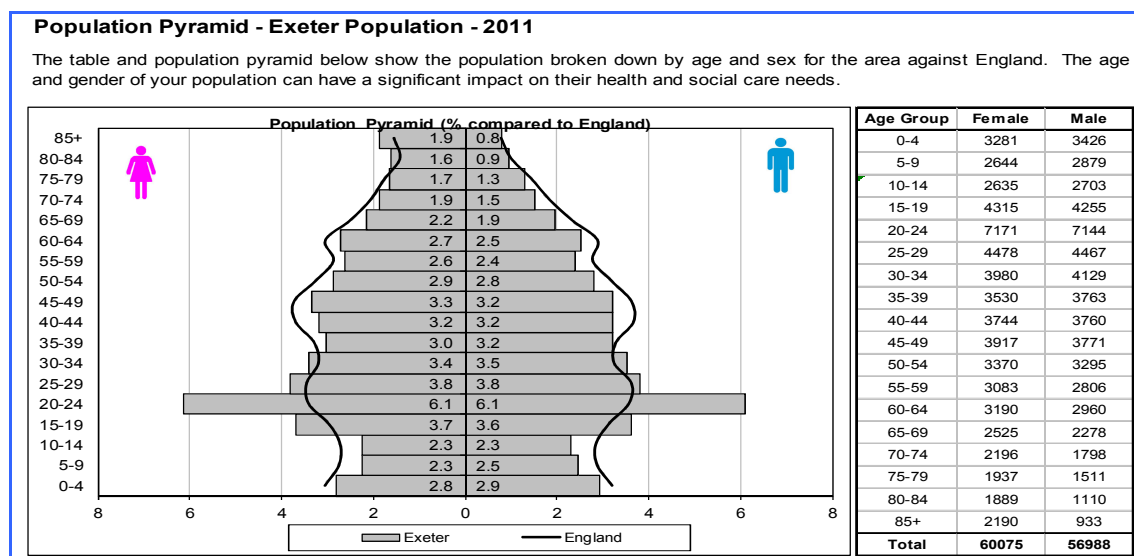 Population Pyramid - Exeter Population - 2011
The table and population pyramid below show the population broken down by age and sex for the area against England. The age
and gender of your population can have a significant impact on their health and social care needs.
Population Pyramid (% compared to England)
85+ 1.9 0.8
80-84 1.6 0.9
75-79 1.7 1.3
70-74 1.9 1.5
65-69 2.2 1.9
60-64 2.7 2.5
55-59 2.6 2.4
50-54 2.9 2.8
45-49 3.3 3.2
40-44 3.2 3.2
35-39 3.0 3.2
30-34 3.4 3.5
25-29 3.8 3.8
20-24 6.1 6.1
15-19 3.7 3.6
10-14 2.3 2.3
5-9 2.3 2.5
0-4 2.8 2.9
8 6 4 2 0 2 4 6 8
Exeter England
Age Group Female Male
0-4 3281 3426
5-9 2644 2879
10-14 2635 2703
15-19 4315 4255
20-24 7171 7144
25-29 4478 4467
30-34 3980 4129
35-39 3530 3763
40-44 3744 3760
45-49 3917 3771
50-54 3370 3295
55-59 3083 2806
60-64 3190 2960
65-69 2525 2278
70-74 2196 1798
75-79 1937 1511
80-84 1889 1110
85+ 2190 933
Total 60075 56988